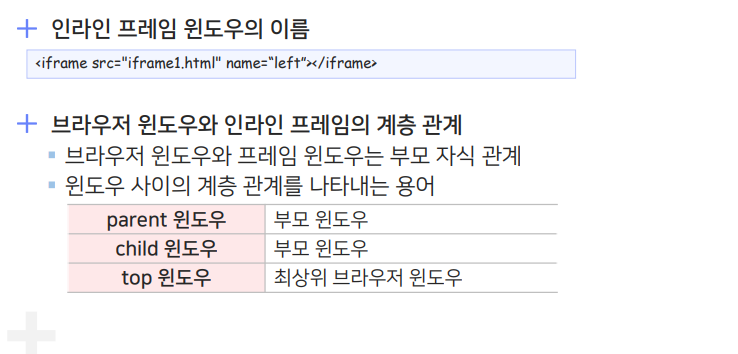 인라인 프레임 윈도우의 이름
<iframe src="iframe1.html" name=“left”></iframe>
브라우저 윈도우와 인라인 프레임의 계층 관계
브라우저 윈도우와 프레임 윈도우는 부모 자식 관계
윈도우 사이의 계층 관계를 나타내는 용어
parent 윈도우 부모 윈도우
child 윈도우 부모 윈도우
top 윈도우 최상위 브라우저 윈도우